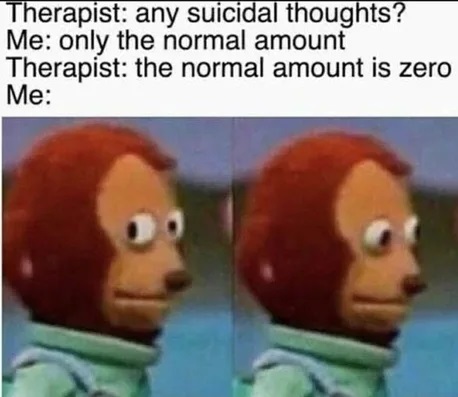 Therapist: any suicidal thoughts?
Me: only the normal amount
Therapist: the normal amount is zero
Me: